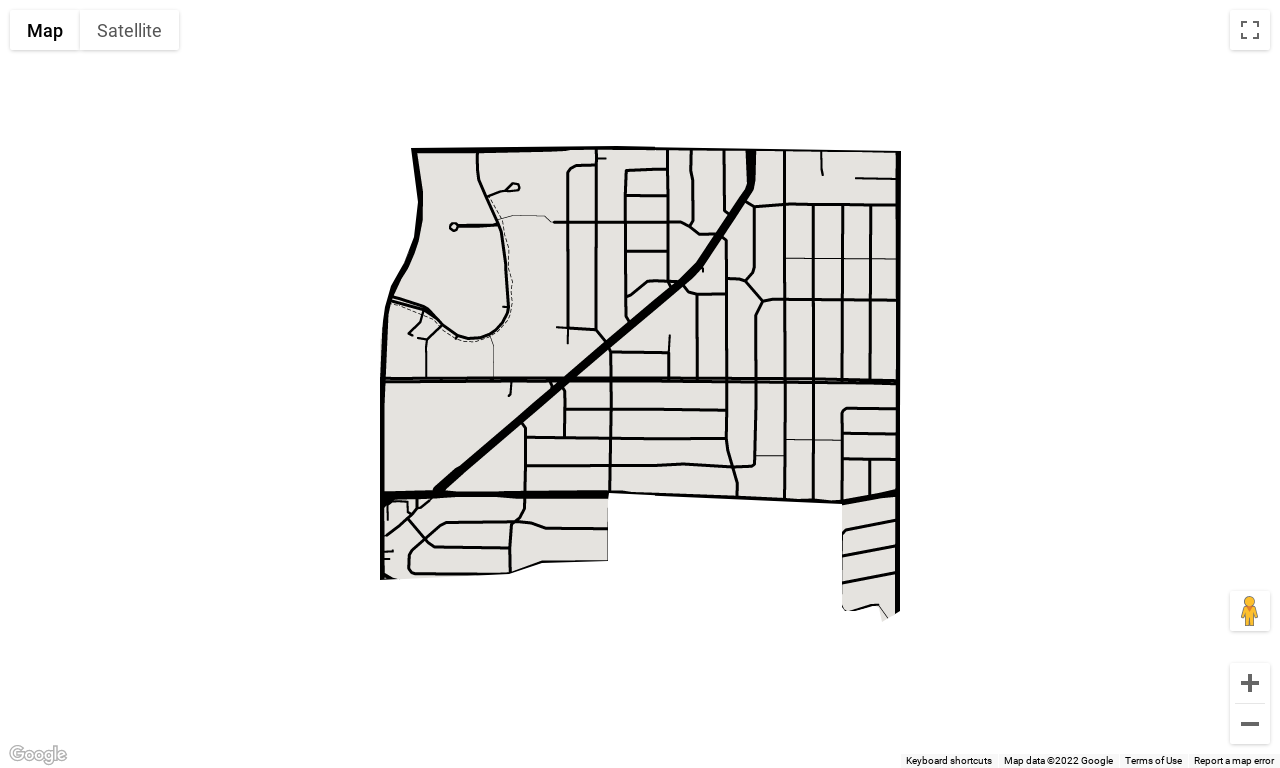 Map Satellite
Google
Keyboard shortcuts Map data ©2022 Google Terms of Use Report a map error